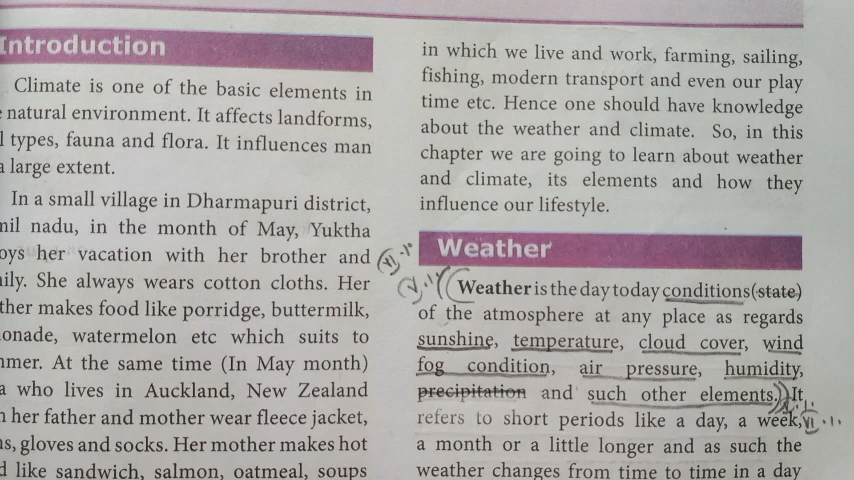 Introduction
Climate is one of the basic elements in
natural environment. It affects landforms,
types, fauna and flora. It influences man
a large extent.
In a small village in Dharmapuri district,
nil nadu, in the month of May, Yuktha
oys her vacation with her brother and
ily. She always wears cotton cloths. Her
ther makes food like porridge, buttermilk,
onade, watermelon etc which suits to
mer. At the same time (In May month)
a who lives in Auckland, New Zealand
her father and mother wear fleece jacket,
s, gloves and socks. Her mother makes hot
d like sandwich, salmon, oatmeal, soups
in which we live and work, farming, sailing,
fishing, modern transport and even our play
time etc. Hence one should have knowledge
about the weather and climate. So, in this
chapter we are going to learn about weather
and climate, its elements and how they
influence our lifestyle.
Weather
Weather is the day today conditions(state)
of the atmosphere at any place as regards
sunshine, temperature, cloud cover, wind
fog condition, air pressure, humidity,
precipitation and such other elements. It
refers to short periods like a day, a week,
a month or a little longer and as such the
weather changes from time to time in a day